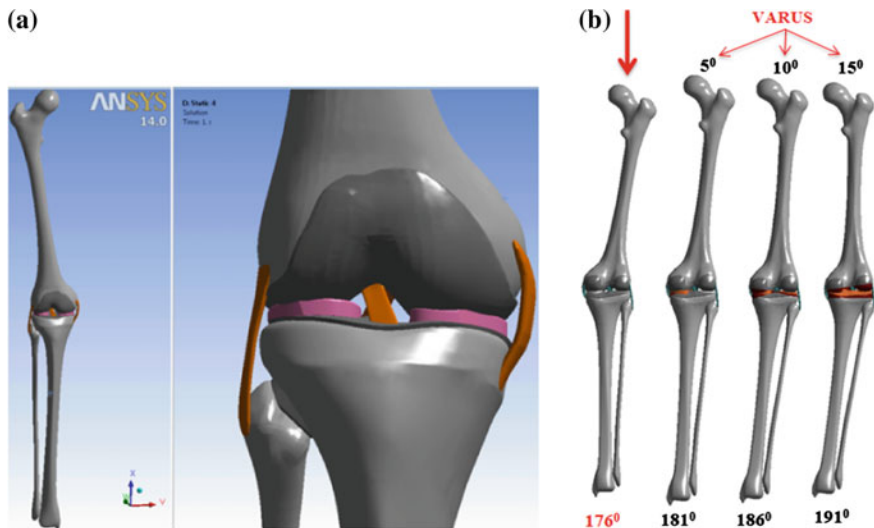 (a)
ANSYS
14.0
D: Static 4
Solution
Time: 1. s
X
Y
(b)
VARUS
5⁰ 10⁰ 15⁰
176⁰ 181⁰ 186⁰ 191⁰